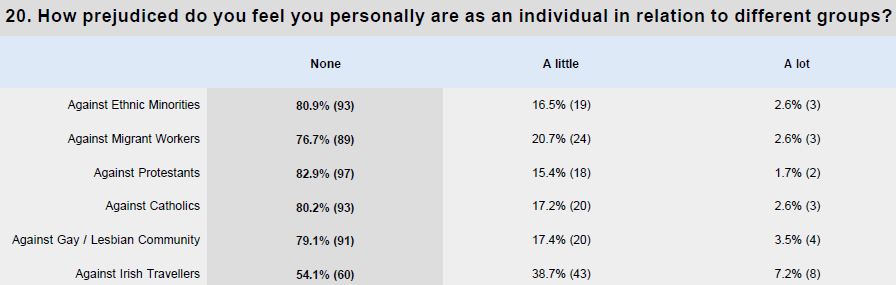 20. How prejudiced do you feel you personally are as an individual in relation to different groups?
None A little A lot
Against Ethnic Minorities 80.9% (93) 16.5% (19) 2.6% (3)
Against Migrant Workers 76.7% (89) 20.7% (24) 2.6% (3)
Against Protestants 82.9% (97) 15.4% (18) 1.7% (2)
Against Catholics 80.2% (93) 17.2% (20) 2.6% (3)
Against Gay / Lesbian Community 79.1% (91) 17.4% (20) 3.5% (4)
Against Irish Travellers 54.1% (60) 38.7% (43) 7.2% (8)